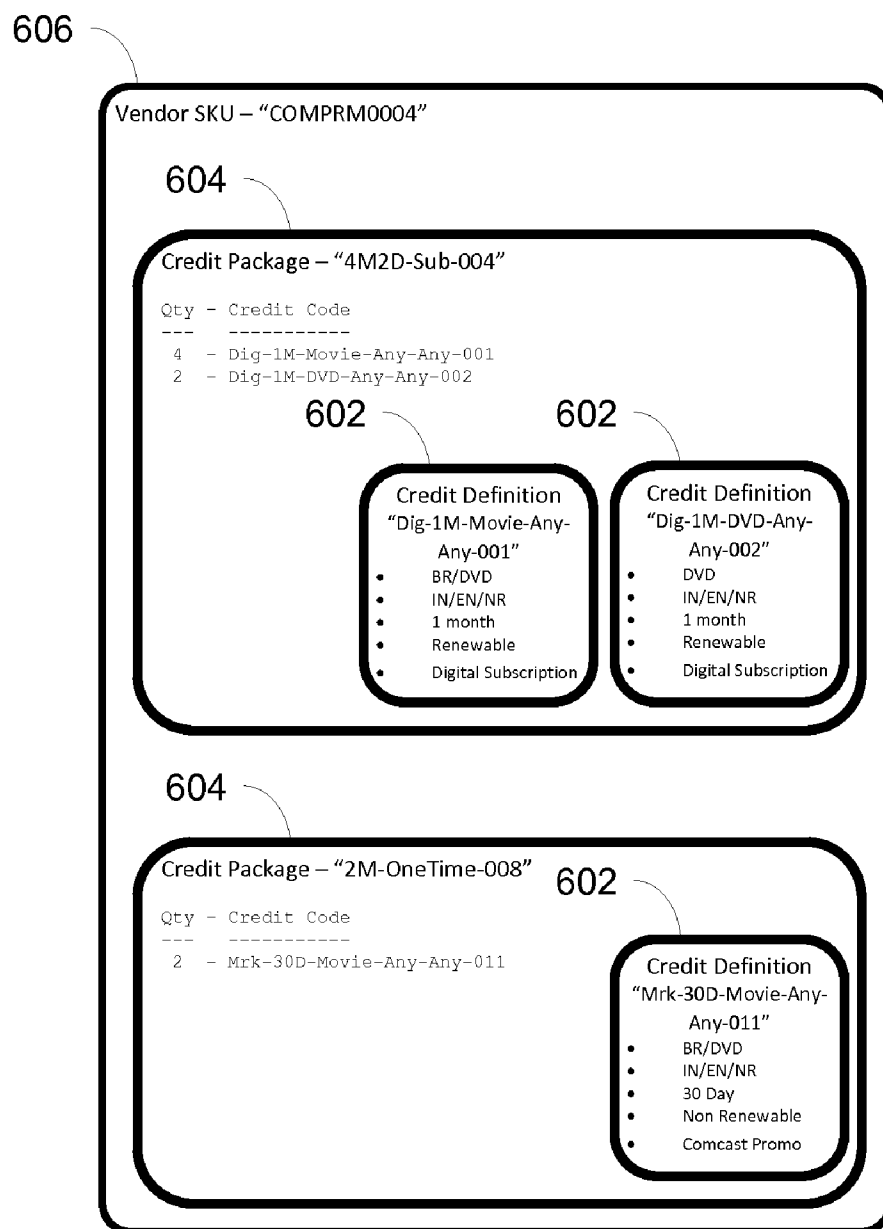 606
Vendor SKU – “COMPRM0004”
604
Credit Package – “4M2D-Sub-004”
Qty - Credit Code
--- -----------
4 - Dig-1M-Movie-Any-Any-001
2 - Dig-1M-DVD-Any-Any-002
602
602
Credit Definition
“Dig-1M-Movie-Any-
Any-001”
• BR/DVD
• IN/EN/NR
• 1 month
• Renewable
• Digital Subscription
Credit Definition
“Dig-1M-DVD-Any-
Any-002”
• DVD
• IN/EN/NR
• 1 month
• Renewable
• Digital Subscription
604
Credit Package – “2M-OneTime-008”
602
Qty - Credit Code
--- -----------
2 - Mrk-30D-Movie-Any-Any-011
Credit Definition
“Mrk-30D-Movie-Any-
Any-011”
• BR/DVD
• IN/EN/NR
• 30 Day
• Non Renewable
• Comcast Promo